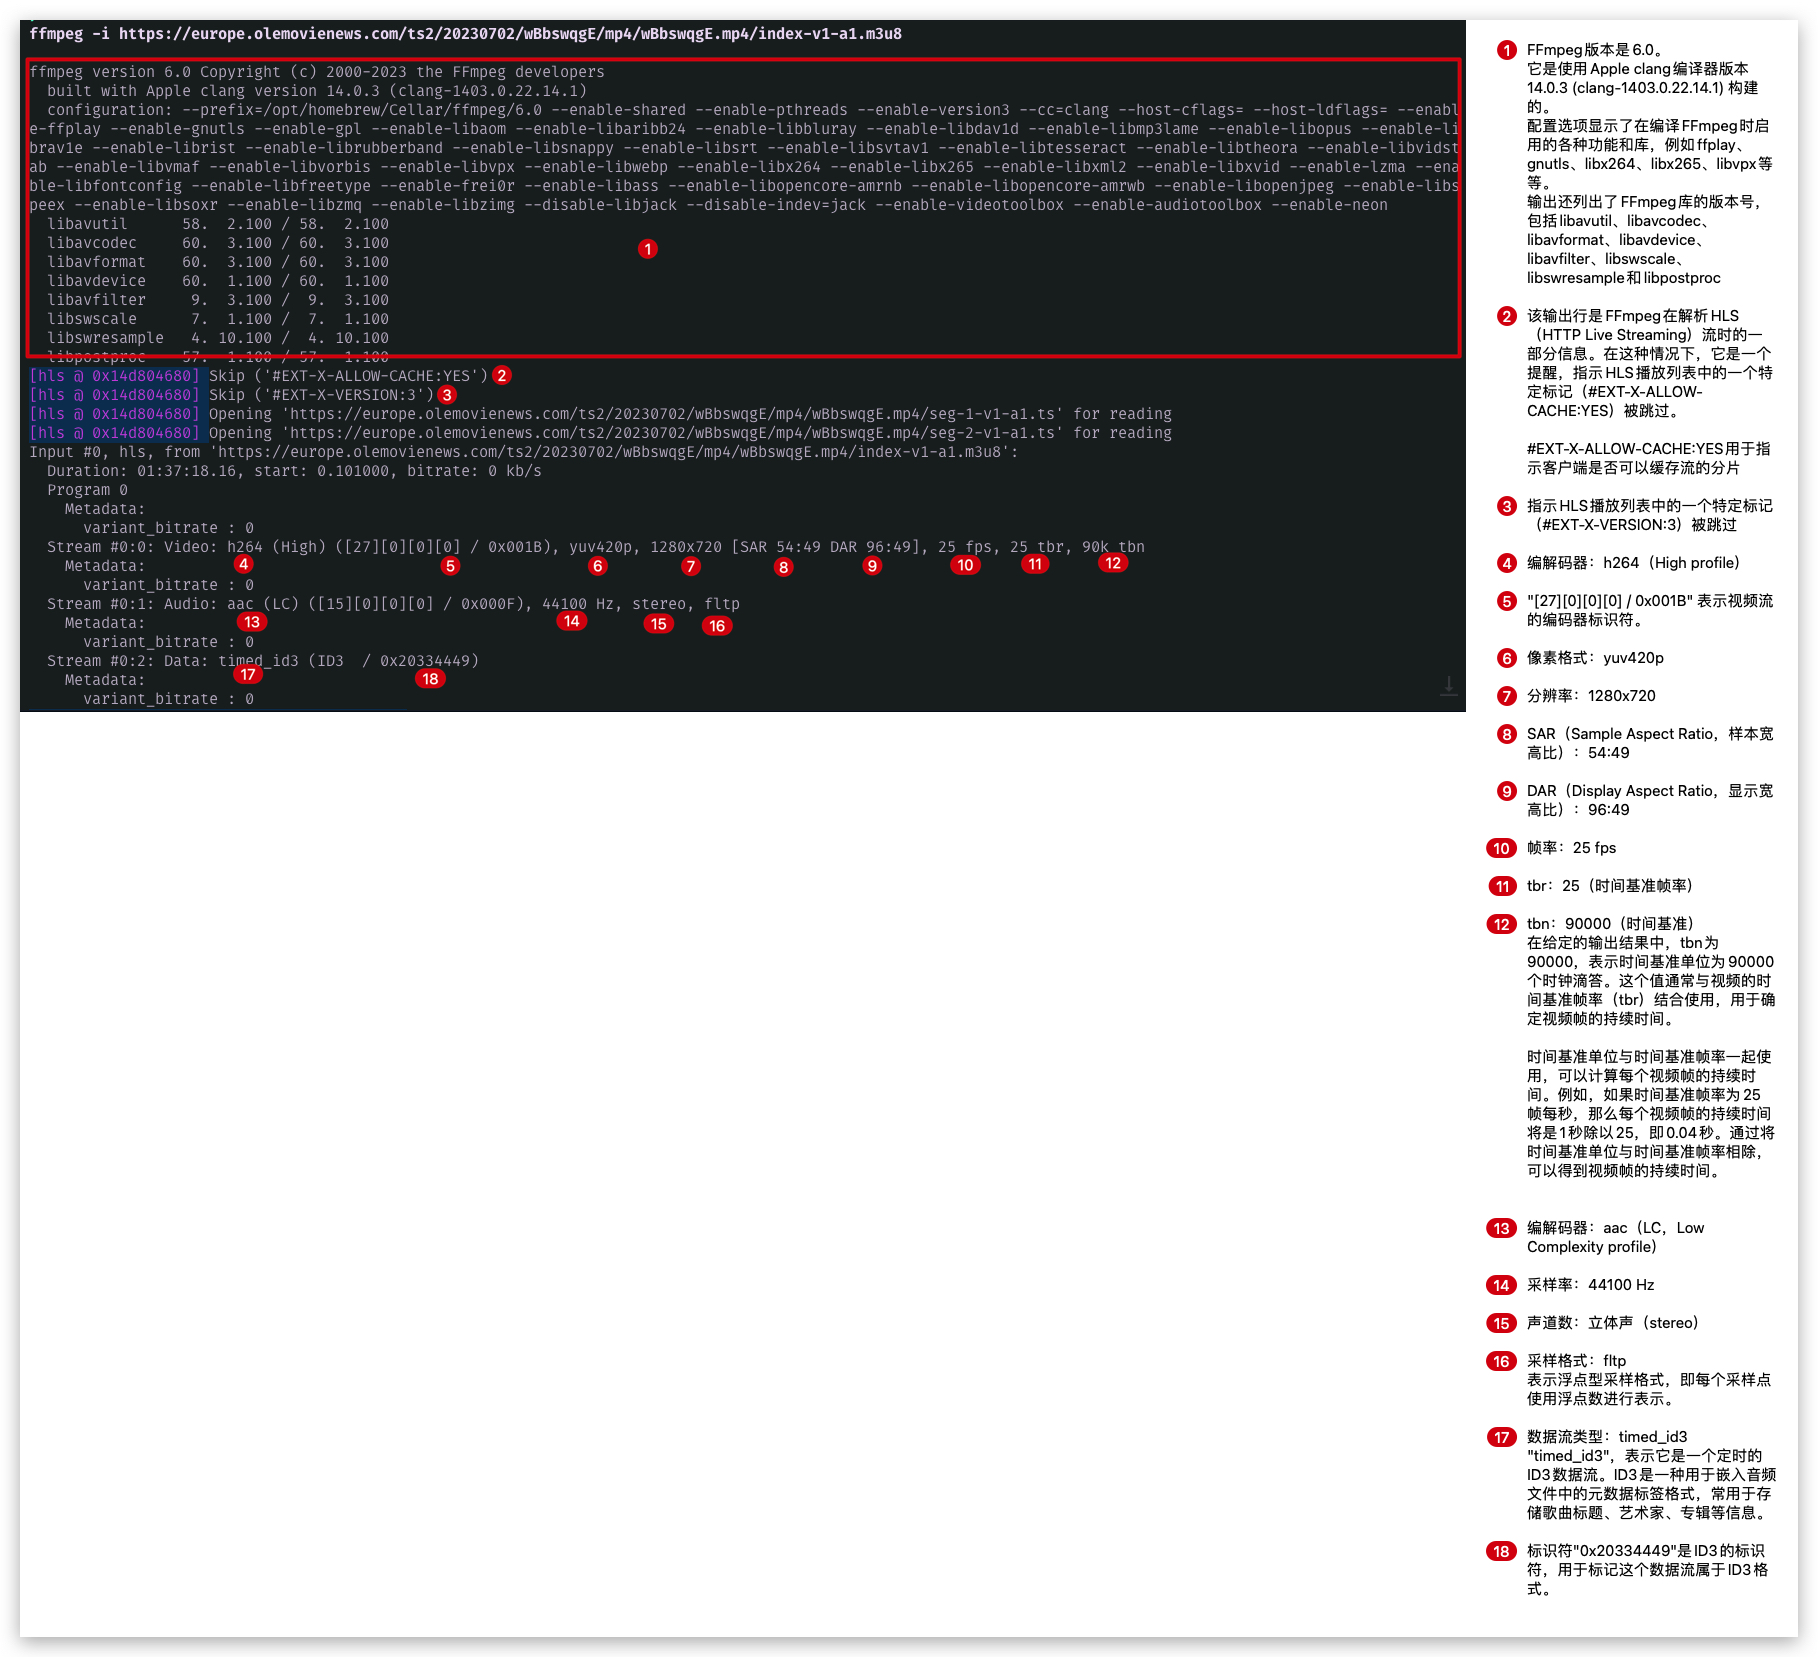 ffmpeg -i https://europe.olemovienews.com/ts2/20230702/wBbswqgE/mp4/wBbswqgE.mp4/index-v1-a1.m3u8
ffmpeg version 6.0 Copyright (c) 2000-2023 the FFmpeg developers
built with Apple clang version 14.0.3 (clang-1403.0.22.14.1)
configuration: --prefix=/opt/homebrew/Cellar/ffmpeg/6.0 --enable-shared --enable-pthreads --enable-version3 --cc=clang --host-cflags= --host-ldflags= --enabl
e-ffplay --enable-gnutls --enable-gpl --enable-libaom --enable-libaribb24 --enable-libbluray --enable-libdav1d --enable-libmp3lame --enable-libopus --enable-li
brav1e --enable-librist --enable-librubberband --enable-libsnappy --enable-libsrt --enable-libsvtav1 --enable-libtesseract --enable-libtheora --enable-libvidst
ab --enable-libvmaf --enable-libvorbis --enable-libvpx --enable-libwebp --enable-libx264 --enable-libx265 --enable-libxml2 --enable-libxvid --enable-lzma --ena
ble-libfontconfig --enable-libfreetype --enable-frei0r --enable-libass --enable-libopencore-amrnb --enable-libopencore-amrwb --enable-libopenjpeg --enable-libs
peex --enable-libsoxr --enable-libzmq --enable-libzimg --disable-libjack --disable-indev=jack --enable-videotoolbox --enable-audiotoolbox --enable-neon
libavutil 58. 2.100 / 58. 2.100
libavcodec 60. 3.100 / 60. 3.100
libavformat 60. 3.100 / 60. 3.100
libavdevice 60. 1.100 / 60. 1.100
libavfilter 9. 3.100 / 9. 3.100
libswscale 7. 1.100 / 7. 1.100
libswresample 4. 10.100 / 4. 10.100
libpostproc 57. 1.100 / 57. 1.100
1
[hls @ 0x14d804680] Skip ('#EXT-X-ALLOW-CACHE:YES') 2
[hls @ 0x14d804680] Skip ('#EXT-X-VERSION:3') 3
[hls @ 0x14d804680] Opening 'https://europe.olemovienews.com/ts2/20230702/wBbswqgE/mp4/wBbswqgE.mp4/seg-1-v1-a1.ts' for reading
[hls @ 0x14d804680] Opening 'https://europe.olemovienews.com/ts2/20230702/wBbswqgE/mp4/wBbswqgE.mp4/seg-2-v1-a1.ts' for reading
Input #0, hls, from 'https://europe.olemovienews.com/ts2/20230702/wBbswqgE/mp4/wBbswqgE.mp4/index-v1-a1.m3u8':
Duration: 01:37:18.16, start: 0.101000, bitrate: 0 kb/s
Program 0
Metadata:
variant_bitrate : 0
Stream #0:0: Video: h264 (High) ([27][0][0][0] / 0x001B), yuv420p, 1280x720 [SAR 54:49 DAR 96:49], 25 fps, 25 tbr, 90k tbn
Metadata: 4 5 6 7 8 9 10 11 12
variant_bitrate : 0
Stream #0:1: Audio: aac (LC) ([15][0][0][0] / 0x000F), 44100 Hz, stereo, fltp
Metadata: 13 14 15 16
variant_bitrate : 0
Stream #0:2: Data: timed_id3 (ID3 / 0x20334449)
Metadata: 17 18
variant_bitrate : 0
1 FFmpeg版本是6.0。
它是使用Apple clang编译器版本
14.0.3 (clang-1403.0.22.14.1) 构建
的。
配置选项显示了在编译FFmpeg时启
用的各种功能和库，例如ffplay、
gnutls、libx264、libx265、libvpx等
等。
输出还列出了FFmpeg库的版本号，
包括libavutil、libavcodec、
libavformat、libavdevice、
libavfilter、libswscale、
libswresample和libpostproc
2 该输出行是FFmpeg在解析HLS
（HTTP Live Streaming）流时的一
部分信息。在这种情况下，它是一个
提醒，指示HLS播放列表中的一个特
定标记（#EXT-X-ALLOW-
CACHE:YES）被跳过。
#EXT-X-ALLOW-CACHE:YES用于指
示客户端是否可以缓存流的分片
3 指示HLS播放列表中的一个特定标记
（#EXT-X-VERSION:3）被跳过
4 编解码器：h264（High profile）
5 "[27][0][0][0] / 0x001B" 表示视频流
的编码器标识符。
6 像素格式：yuv420p
7 分辨率：1280x720
8 SAR（Sample Aspect Ratio，样本宽
高比）：54:49
9 DAR（Display Aspect Ratio，显示宽
高比）：96:49
10 帧率：25 fps
11 tbr：25（时间基准帧率）
12 tbn：90000（时间基准）
在给定的输出结果中，tbn为
90000，表示时间基准单位为90000
个时钟滴答。这个值通常与视频的时
间基准帧率（tbr）结合使用，用于确
定视频帧的持续时间。
时间基准单位与时间基准帧率一起使
用，可以计算每个视频帧的持续时
间。例如，如果时间基准帧率为25
帧每秒，那么每个视频帧的持续时间
将是1秒除以25，即0.04秒。通过将
时间基准单位与时间基准帧率相除，
可以得到视频帧的持续时间。
13 编解码器：aac（LC，Low
Complexity profile）
14 采样率：44100 Hz
15 声道数：立体声（stereo）
16 采样格式：fltp
表示浮点型采样格式，即每个采样点
使用浮点数进行表示。
17 数据流类型：timed_id3
"timed_id3"，表示它是一个定时的
ID3数据流。ID3是一种用于嵌入音频
文件中的元数据标签格式，常用于存
储歌曲标题、艺术家、专辑等信息。
18 标识符"0x20334449"是ID3的标识
符，用于标记这个数据流属于ID3格
式。